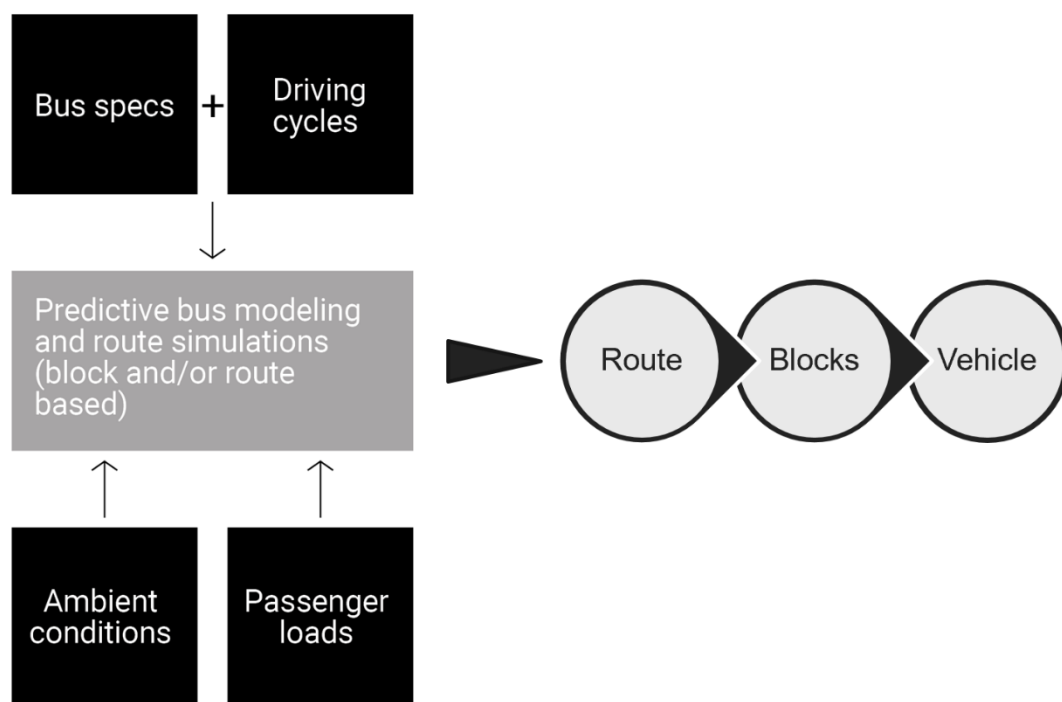 Bus specs
+
Driving
cycles
Predictive bus modeling
and route simulations
(block and/or route
based)
Route
Blocks
Vehicle
Ambient
conditions
Passenger
loads